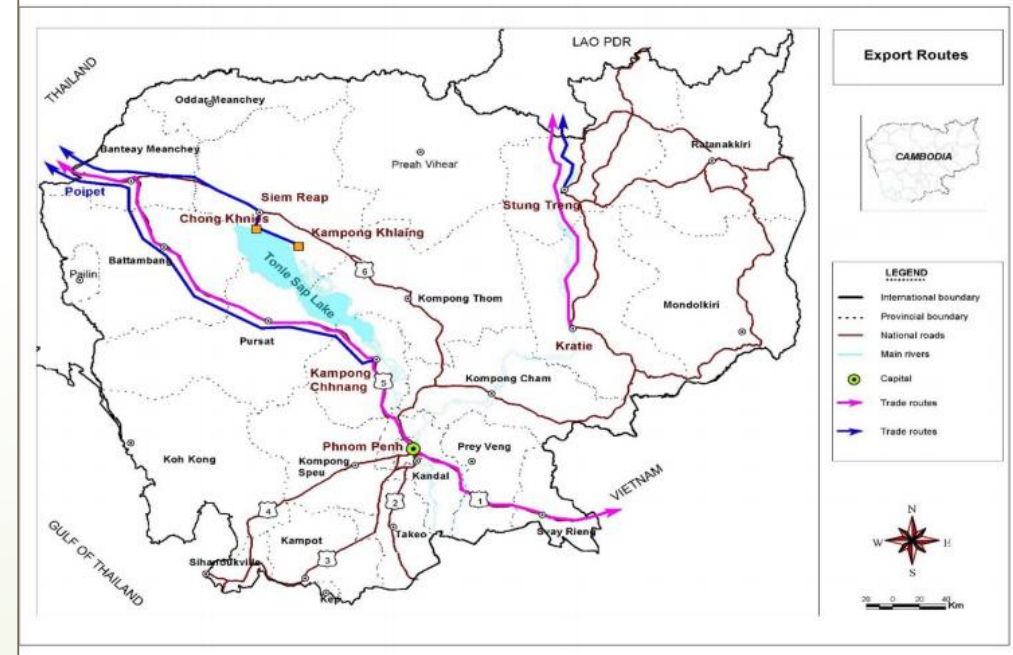 LAO PDR
THAILAND
Export Routes
Oddar Meanchey
Banteay Meanchey
Preah Vihear
Ratanakkiri
CAMBODIA
Poipet
Siem Reap
Stung Treng
Chong Khnies
Kampong Khlaing
Battambang
Tonle Sap Lake
6
Pailin
Kompong Thom
Mondolkiri
Pursat
Kratie
Kampong
Chhnang
5
Kompong Cham
Phnom Penh
Prey Veng
Koh Kong
Kompong
Speu
Kandal
VIETNAM
2
1
4
Takeo
Svay Rieng
Kampot
GULF OF THAILAND
3
Sihanoukville
Kep
LEGEND
International boundary
Provincial boundary
National roads
Main rivers
Capital
Trade routes
Trade routes
N
W
E
S
20 0 20 40 Km